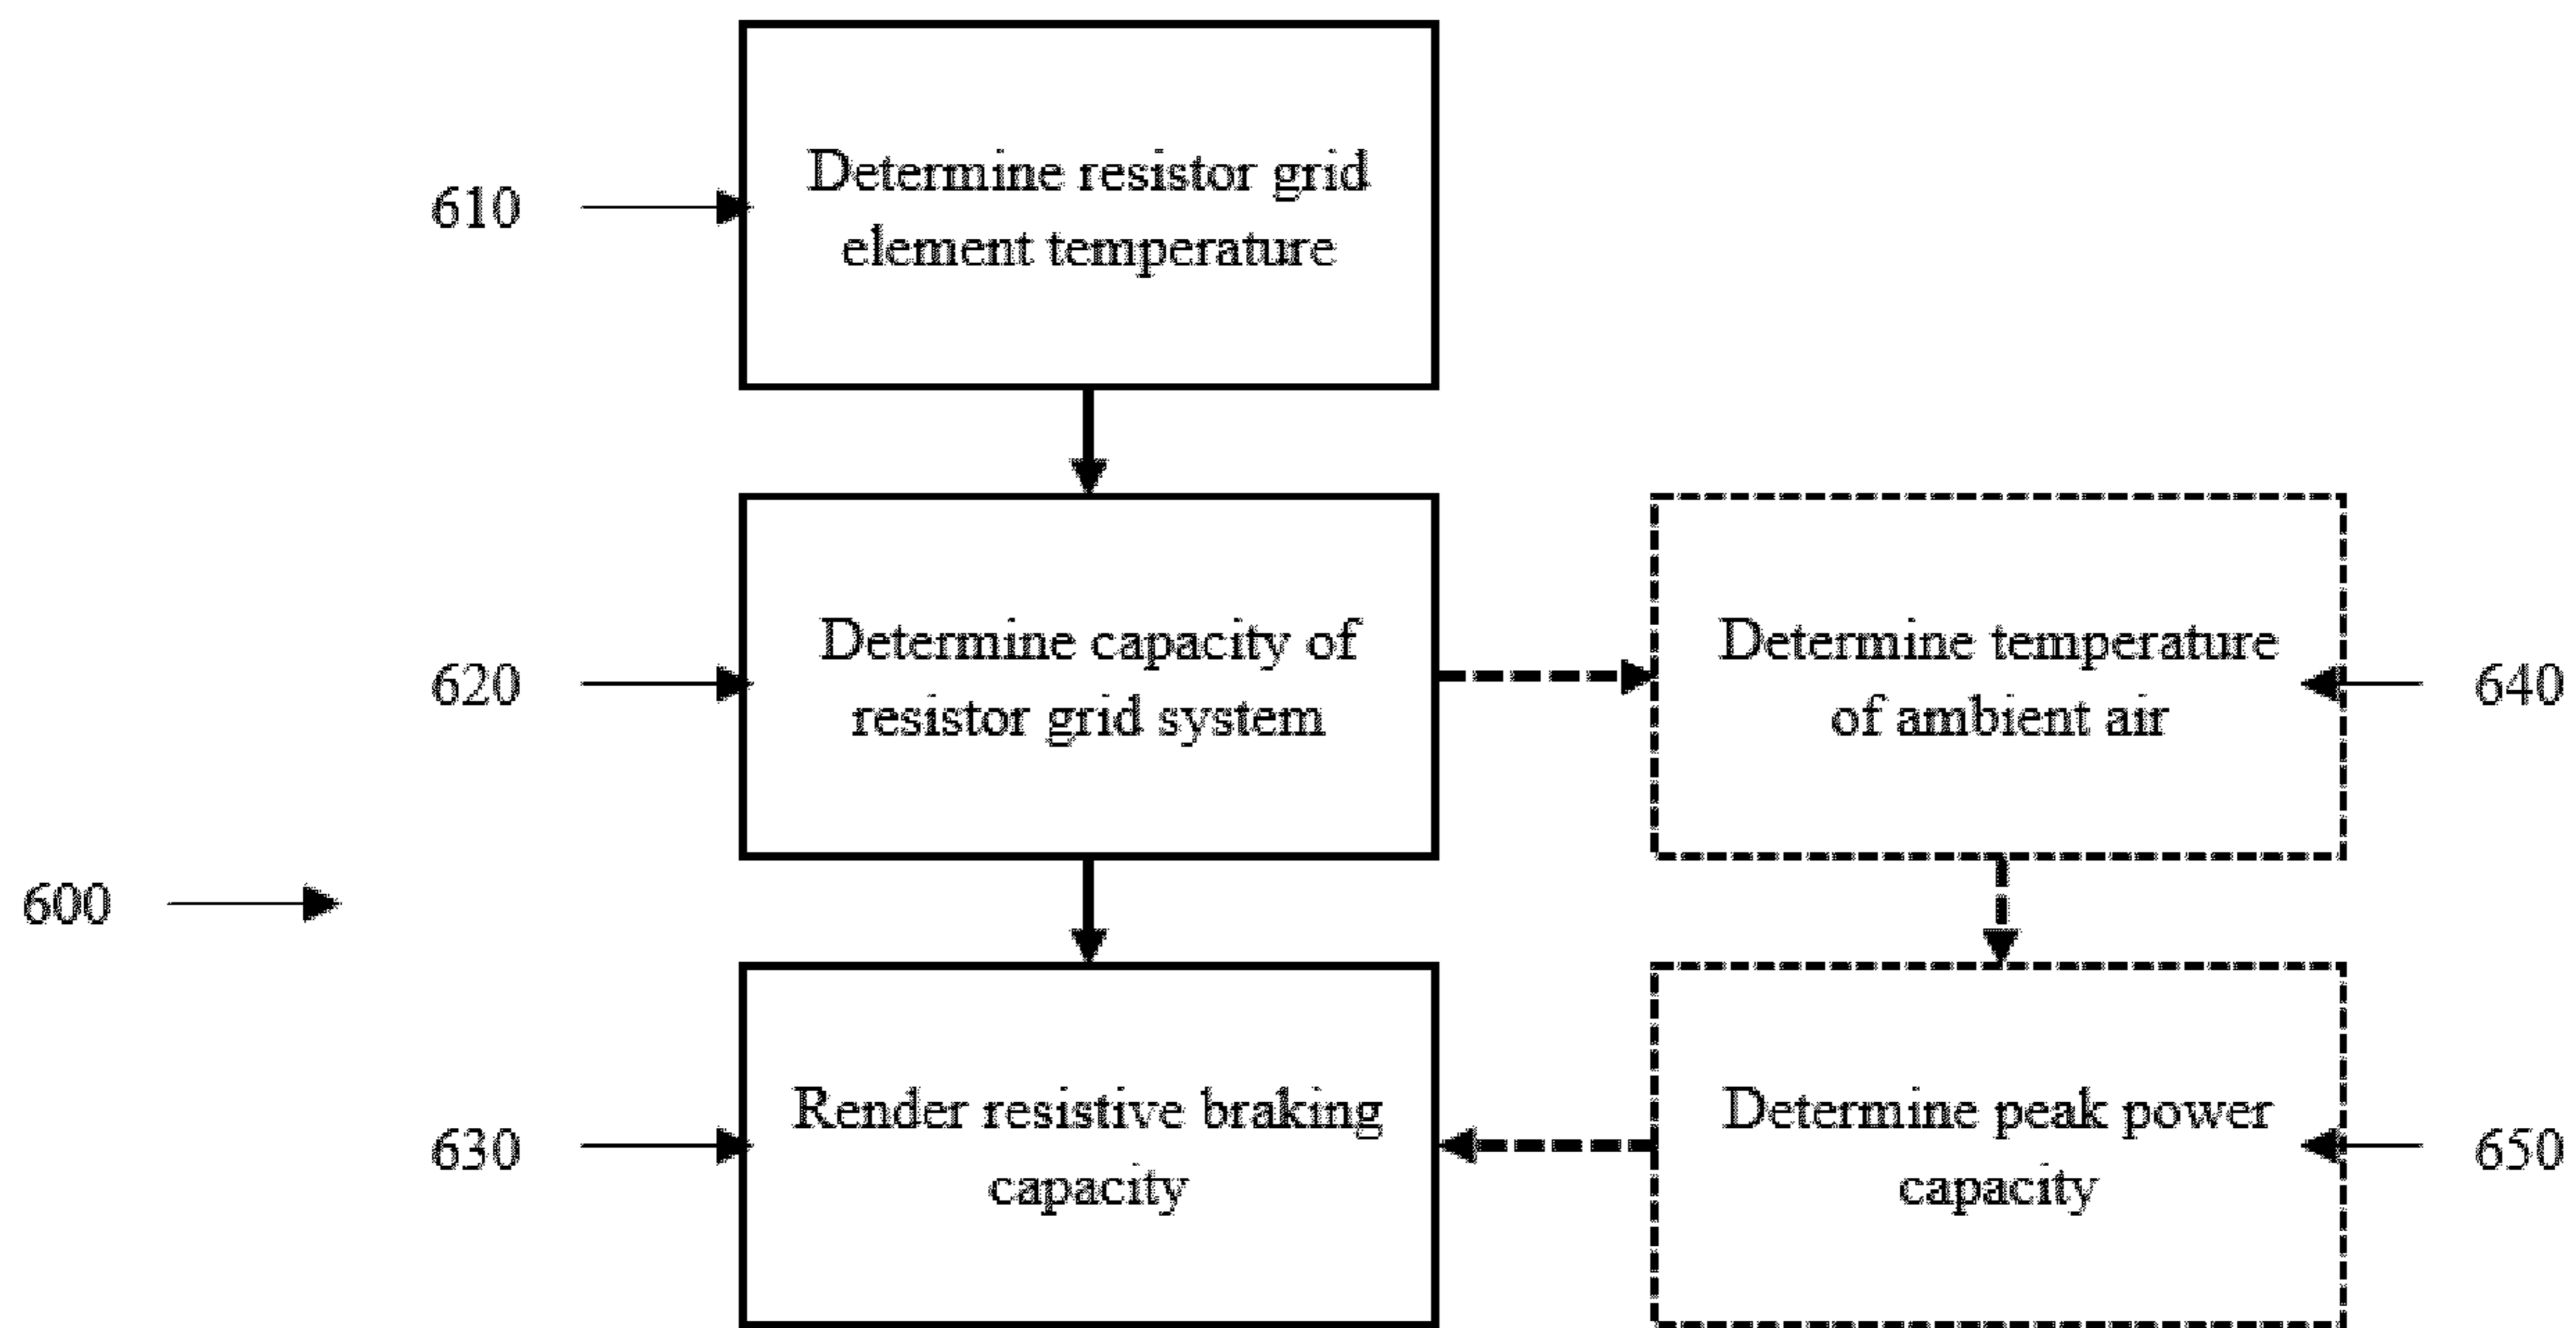 610
Determine resistor grid
element temperature
620
Determine capacity of
resistor grid system
Determine temperature
of ambient air
640
600
630
Render resistive braking
capacity
Determine peak power
capacity
650